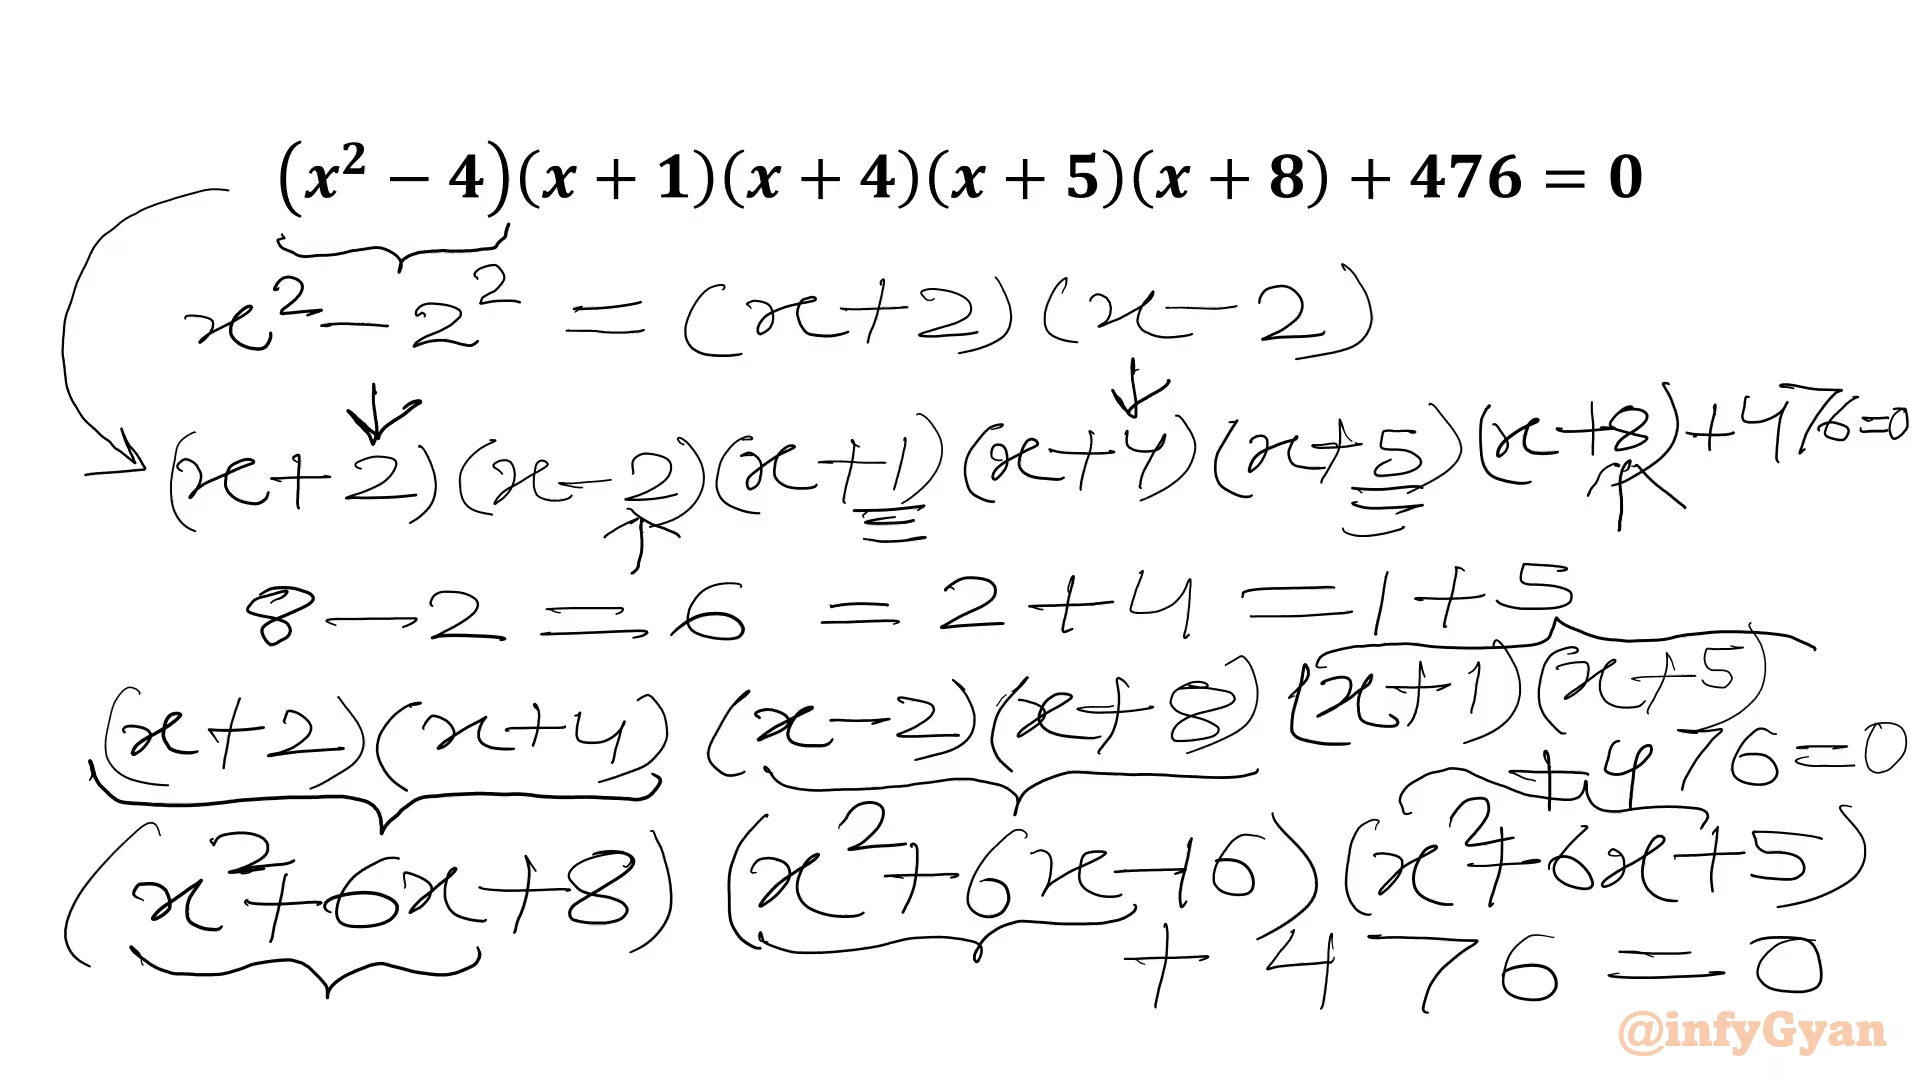 (x² − 4)(x + 1)(x + 4)(x + 5)(x + 8) + 476 = 0
x² − 2² = (x+2)(x−2)
(x+2)(x−2)(x+1)(x+4)(x+5)(x+8)+476=0
8−2=6 =2+4=1+5
(x+2)(x+4)(x−2)(x+8)(x+1)(x+5)
+476=0
(x²+6x+8)(x²+6x−16)(x²+6x+5)
+ 476=0
@infyGyan